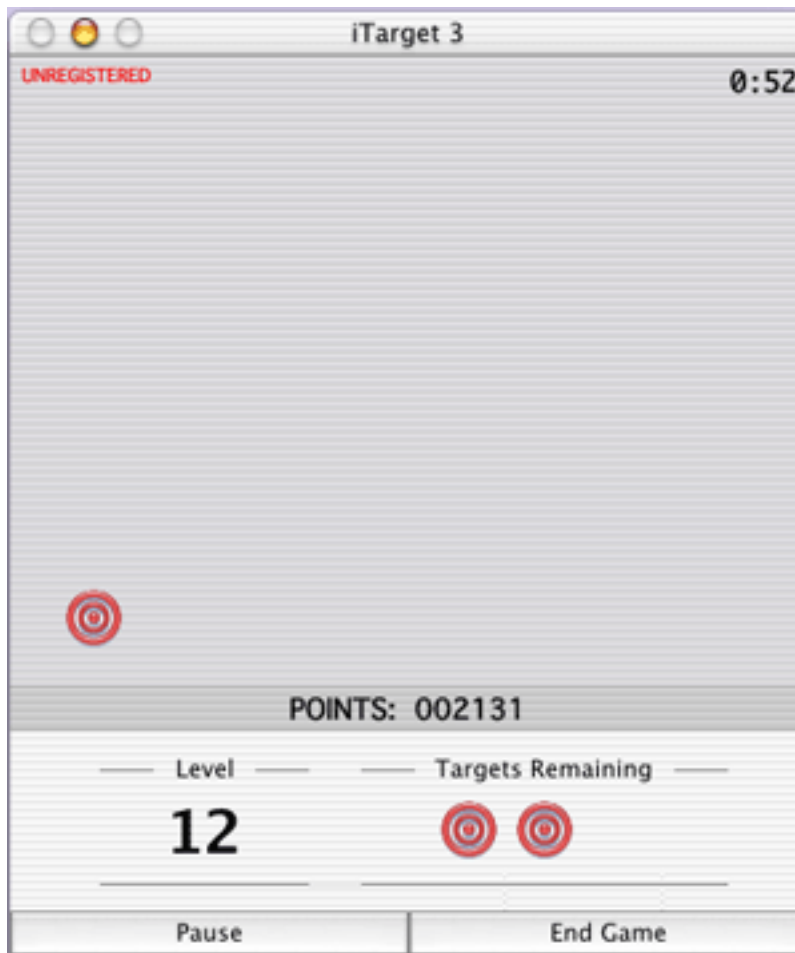 iTarget 3
UNREGISTERED 0:52
POINTS: 002131
Level Targets Remaining
12
Pause End Game